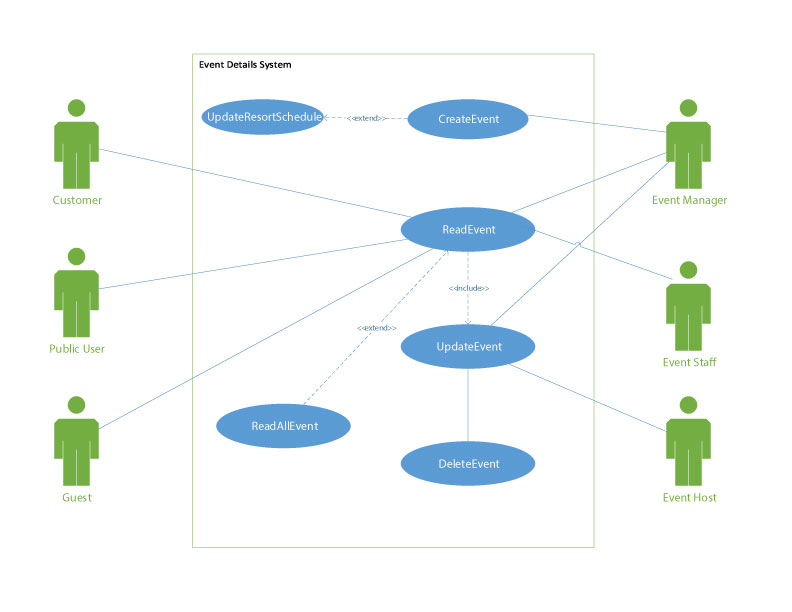 Event Details System
UpdateResortSchedule
<<extend>>
CreateEvent
Customer
Event Manager
ReadEvent
<<include>>
<<extend>>
Public User
UpdateEvent
Event Staff
ReadAllEvent
DeleteEvent
Guest
Event Host